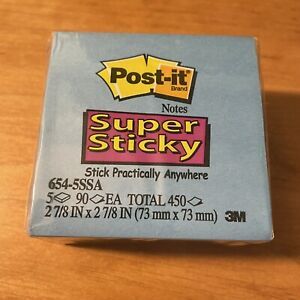 Post-it
Brand
Notes
Super
Sticky
Stick Practically Anywhere
654-5SSA
5 90 EA TOTAL 450
2 7/8 IN x 2 7/8 IN (73 mm x 73 mm) 3M